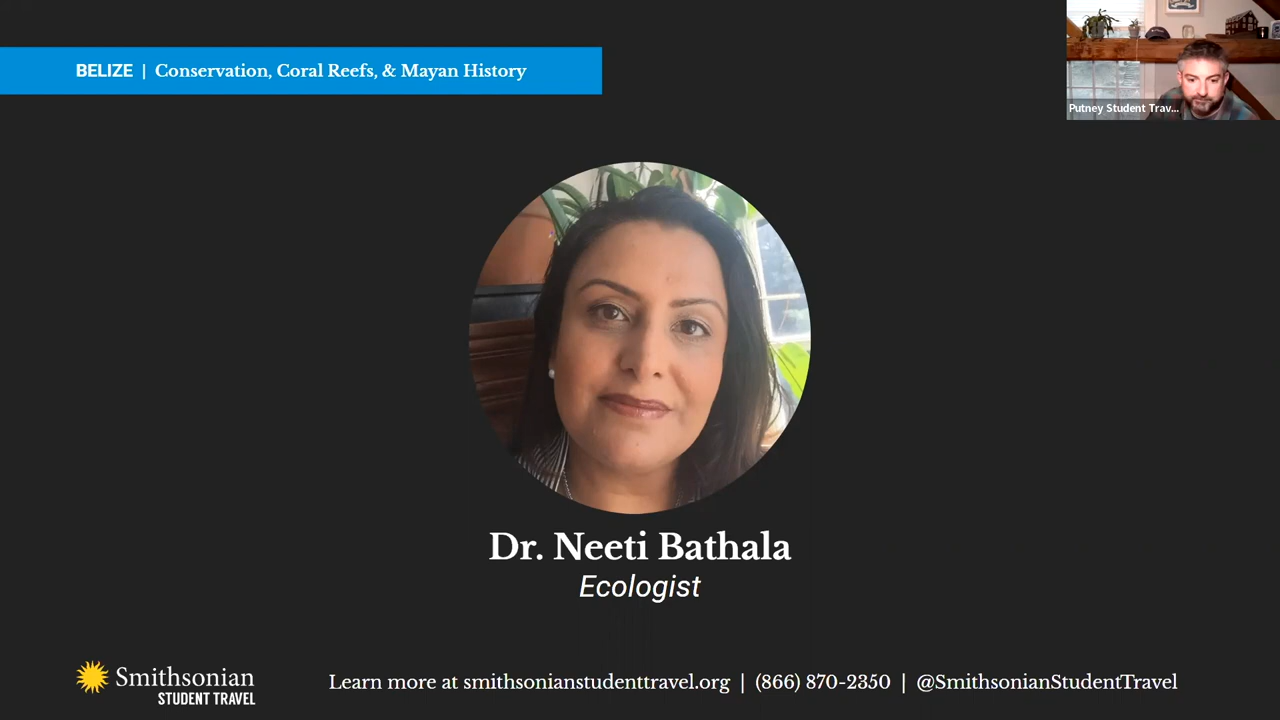 BELIZE | Conservation, Coral Reefs, & Mayan History
Putney Student Trav...
Dr. Neeti Bathala
Ecologist
Smithsonian
STUDENT TRAVEL
Learn more at smithsonianstudenttravel.org | (866) 870-2350 | @SmithsonianStudentTravel